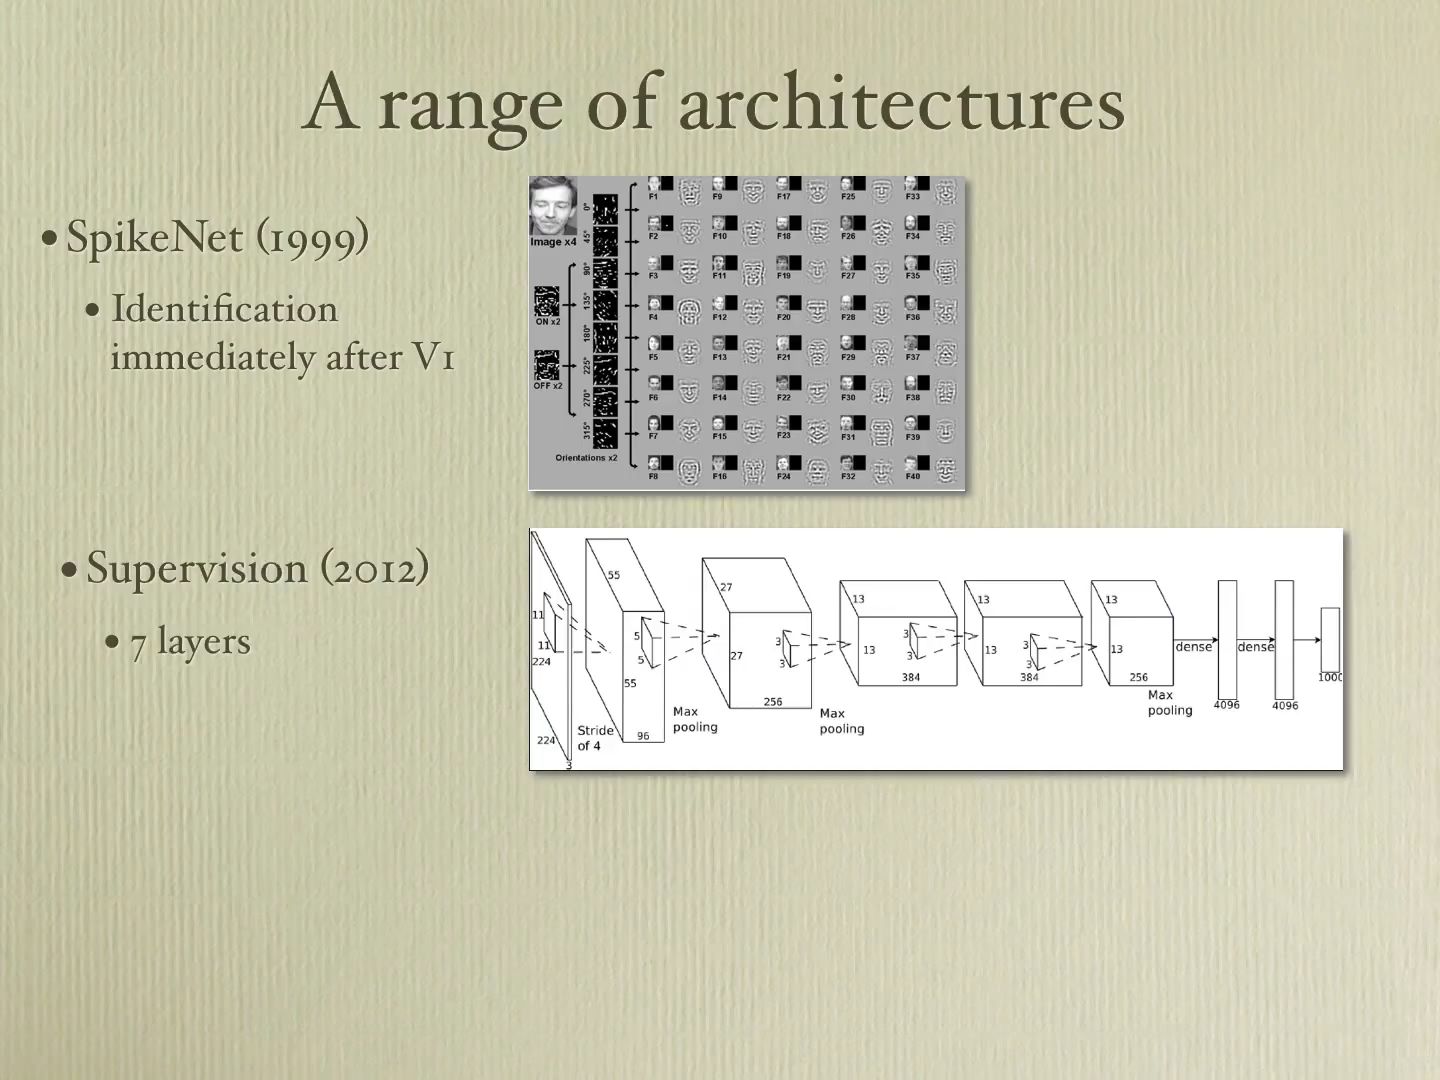 A range of architectures
• SpikeNet (1999)
• Identification
immediately after V1
Image x4
ON x2
OFF x2
0°
45°
90°
135°
180°
225°
270°
315°
Orientations x2
F1 F9 F17 F25 F33
F2 F10 F18 F26 F34
F3 F11 F19 F27 F35
F4 F12 F20 F28 F36
F5 F13 F21 F29 F37
F6 F14 F22 F30 F38
F7 F15 F23 F31 F39
F8 F16 F24 F32 F40
• Supervision (2012)
• 7 layers
11
11
224
224
3
Stride
of 4
55
5
5
55
96
Max
pooling
27
3
3
27
256
Max
pooling
13
3
3
13
384
13
3
3
13
384
13
13
256
Max
pooling
dense
4096
dense
4096
1000